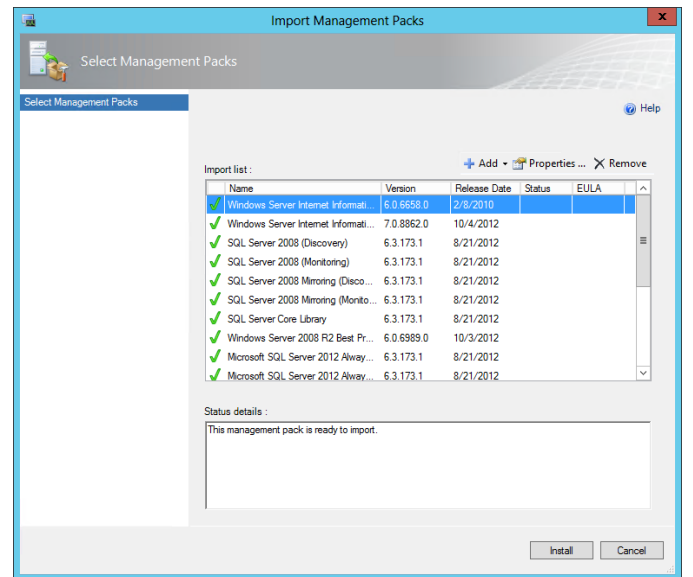 Import Management Packs
x
Select Management Packs
Select Management Packs
Help
Import list :
Add Properties ... Remove
Name Version Release Date Status EULA
Windows Server Internet Informati... 6.0.6658.0 2/8/2010
Windows Server Internet Informati... 7.0.8862.0 10/4/2012
SQL Server 2008 (Discovery) 6.3.173.1 8/21/2012
SQL Server 2008 (Monitoring) 6.3.173.1 8/21/2012
SQL Server 2008 Mirroring (Disco... 6.3.173.1 8/21/2012
SQL Server 2008 Mirroring (Monito... 6.3.173.1 8/21/2012
SQL Server Core Library 6.3.173.1 8/21/2012
Windows Server 2008 R2 Best Pr... 6.0.6989.0 10/3/2012
Microsoft SQL Server 2012 Alway... 6.3.173.1 8/21/2012
Microsoft SQL Server 2012 Alway... 6.3.173.1 8/21/2012
Status details :
This management pack is ready to import.
Install Cancel